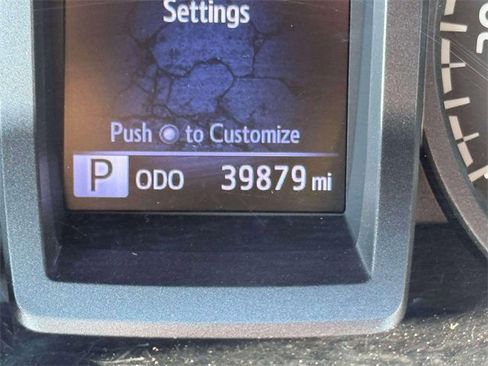 Settings
Push to Customize
P ODO 39879 mi